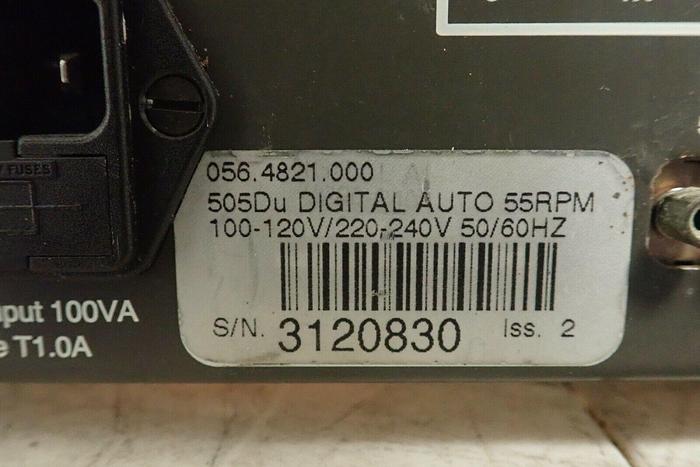 FUSES
056.4821.000
505Du DIGITAL AUTO 55RPM
100-120V/220-240V 50/60HZ
S/N. 3120830 Iss. 2
100VA
T1.0A